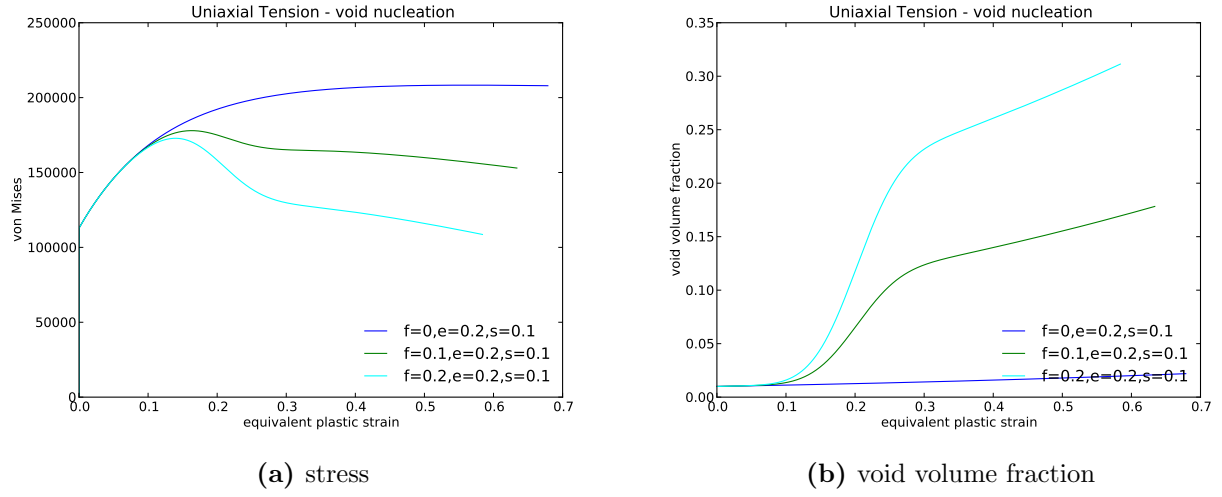 Uniaxial Tension - void nucleation
250000
200000
150000
100000
50000
0
von Mises
f=0,e=0.2,s=0.1
f=0.1,e=0.2,s=0.1
f=0.2,e=0.2,s=0.1
0.0 0.1 0.2 0.3 0.4 0.5 0.6 0.7
equivalent plastic strain
(a) stress
Uniaxial Tension - void nucleation
0.35
0.30
0.25
0.20
0.15
0.10
0.05
0.00
void volume fraction
f=0,e=0.2,s=0.1
f=0.1,e=0.2,s=0.1
f=0.2,e=0.2,s=0.1
0.0 0.1 0.2 0.3 0.4 0.5 0.6 0.7
equivalent plastic strain
(b) void volume fraction